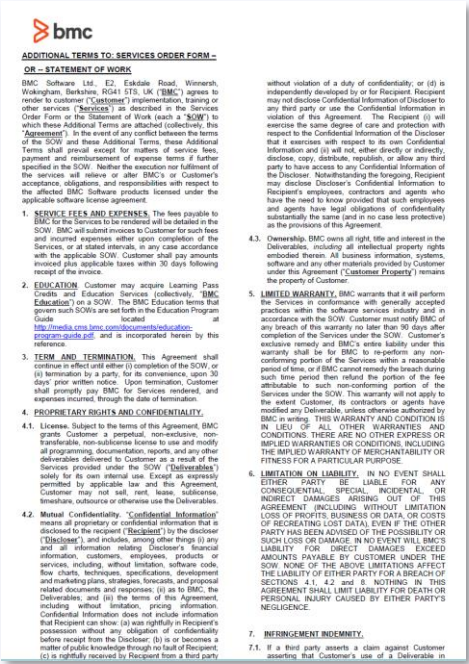 bmc
ADDITIONAL TERMS TO: SERVICES ORDER FORM –
OR – STATEMENT OF WORK
BMC Software Ltd., E2, Eskdale Road, Winnersh,
Wokingham, Berkshire, RG41 5TS, UK ("BMC") agrees to
render to customer ("Customer") implementation, training or
other services ("Services") as described in the Services
Order Form or the Statement of Work (each a "SOW") to
which these Additional Terms are attached (collectively, this
"Agreement"). In the event of any conflict between the terms
of the SOW and these Additional Terms, these Additional
Terms shall prevail except for matters of service fees,
payment and reimbursement of expense terms if further
specified in the SOW. Neither the execution nor fulfillment of
the services will relieve or alter BMC's or Customer's
acceptance, obligations, and responsibilities with respect to
the affected BMC Software products licensed under the
applicable software license agreement.
1. SERVICE FEES AND EXPENSES. The fees payable to
BMC for the Services to be rendered will be detailed in the
SOW. BMC will submit invoices to Customer for such fees
and incurred expenses either upon completion of the
Services, or at stated intervals, in any case accordance
with the applicable SOW. Customer shall pay amounts
invoiced plus applicable taxes within 30 days following
receipt of the invoice.
2. EDUCATION. Customer may acquire Learning Pass
Credits and Education Services (collectively, "BMC
Education") on a SOW. The BMC Education terms that
govern such SOWs are set forth in the Education Program
Guide located at
http://media.cms.bmc.com/documents/education-
program-guide.pdf, and is incorporated herein by this
reference.
3. TERM AND TERMINATION. This Agreement shall
continue in effect until either (i) completion of the SOW, or
(ii) termination by a party, for its convenience, upon 30
days' prior written notice. Upon termination, Customer
shall promptly pay BMC for Services rendered, and
expenses incurred, through the date of termination.
4. PROPRIETARY RIGHTS AND CONFIDENTIALITY.
4.1. License. Subject to the terms of this Agreement, BMC
grants Customer a perpetual, non-exclusive, non-
transferable, non-sublicense license to use and modify
all programming, documentation, reports, and any other
deliverables delivered to Customer as a result of the
Services provided under the SOW ("Deliverables")
solely for its own internal use. Except as expressly
permitted by applicable law and this Agreement,
Customer may not sell, rent, lease, sublicense,
timeshare, outsource or otherwise use the Deliverables.
4.2. Mutual Confidentiality. "Confidential Information"
means all proprietary or confidential information that is
disclosed to the recipient ("Recipient") by the discloser
("Discloser"), and includes, among other things (i) any
and all information relating Discloser's financial
information, customers, employees, products or
services, including, without limitation, software code,
flow charts, techniques, specifications, development
and marketing plans, strategies, forecasts, and proposal
related documents and responses; (ii) as to BMC, the
Deliverables, and (iii) the terms of this Agreement,
including without limitation, pricing information.
Confidential Information does not include information
that Recipient can show: (a) was rightfully in Recipient's
possession without any obligation of confidentiality
before receipt from the Discloser; (b) is or becomes a
matter of public knowledge through no fault of Recipient;
(c) is rightfully received by Recipient from a third party
without violation of a duty of confidentiality; or (d) is
independently developed by or for Recipient. Recipient
may not disclose Confidential Information of Discloser to
any third party or use the Confidential Information in
violation of this Agreement. The Recipient (i) will
exercise the same degree of care and protection with
respect to the Confidential Information of the Discloser
that it exercises with respect to its own Confidential
Information and (ii) will not, either directly or indirectly,
disclose, copy, distribute, republish, or allow any third
party to have access to any Confidential Information of
the Discloser. Notwithstanding the foregoing, Recipient
may disclose Discloser's Confidential Information to
Recipient's employees, contractors and agents who
have the need to know provided that such employees
and agents have legal obligations of confidentiality
substantially the same (and in no case less protective)
as the provisions of this Agreement.
4.3. Ownership. BMC owns all right, title and interest in the
Deliverables, including all intellectual property rights
embodied therein. All business information, systems,
software and any other materials provided by Customer
under this Agreement ("Customer Property") remains
the property of Customer.
5. LIMITED WARRANTY. BMC warrants that it will perform
the Services in conformance with generally accepted
practices within the software services industry and in
accordance with the SOW. Customer must notify BMC of
any breach of this warranty no later than 90 days after
completion of the Services under the SOW. Customer's
exclusive remedy and BMC's entire liability under this
warranty shall be for BMC to re-perform any non-
conforming portion of the Services within a reasonable
period of time, or if BMC cannot remedy the breach during
such time period then refund the portion of the fee
attributable to such non-conforming portion of the
Services under the SOW. This warranty will not apply to
the extent Customer, its contractors or agents have
modified any Deliverable, unless otherwise authorized by
BMC in writing. THIS WARRANTY AND CONDITION IS
IN LIEU OF ALL OTHER WARRANTIES AND
CONDITIONS. THERE ARE NO OTHER EXPRESS OR
IMPLIED WARRANTIES OR CONDITIONS, INCLUDING
THE IMPLIED WARRANTY OF MERCHANTABILITY OR
FITNESS FOR A PARTICULAR PURPOSE.
6. LIMITATION ON LIABILITY. IN NO EVENT SHALL
EITHER PARTY BE LIABLE FOR ANY
CONSEQUENTIAL, SPECIAL, INCIDENTAL, OR
INDIRECT DAMAGES ARISING OUT OF THIS
AGREEMENT (INCLUDING WITHOUT LIMITATION
LOSS OF PROFITS, BUSINESS OR DATA, OR COSTS
OF RECREATING LOST DATA), EVEN IF THE OTHER
PARTY HAS BEEN ADVISED OF THE POSSIBILITY OR
SUCH LOSS OR DAMAGE. IN NO EVENT WILL BMC'S
LIABILITY FOR DIRECT DAMAGES EXCEED
AMOUNTS PAYABLE BY CUSTOMER UNDER THE
SOW. NONE OF THE ABOVE LIMITATIONS AFFECT
THE LIABILITY OF EITHER PARTY FOR A BREACH OF
SECTIONS 4.1, 4.2 and 8. NOTHING IN THIS
AGREEMENT SHALL LIMIT LIABILITY FOR DEATH OR
PERSONAL INJURY CAUSED BY EITHER PARTY'S
NEGLIGENCE.
7. INFRINGEMENT INDEMNITY.
7.1. If a third party asserts a claim against Customer
asserting that Customer's use of a Deliverable in